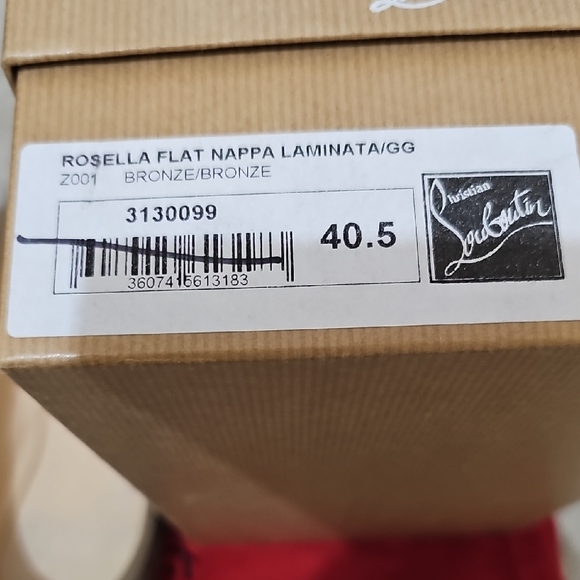 ROSELLA FLAT NAPPA LAMINATA/GG
Z001 BRONZE/BRONZE
3130099
40.5
3607415613183
Christian
Louboutin